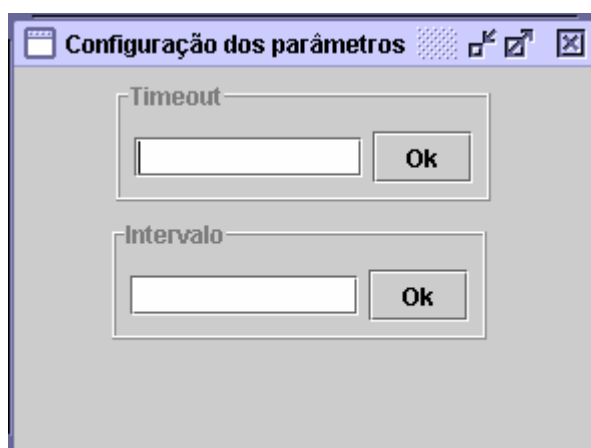 Configuração dos parâmetros
Timeout
Ok
Intervalo
Ok